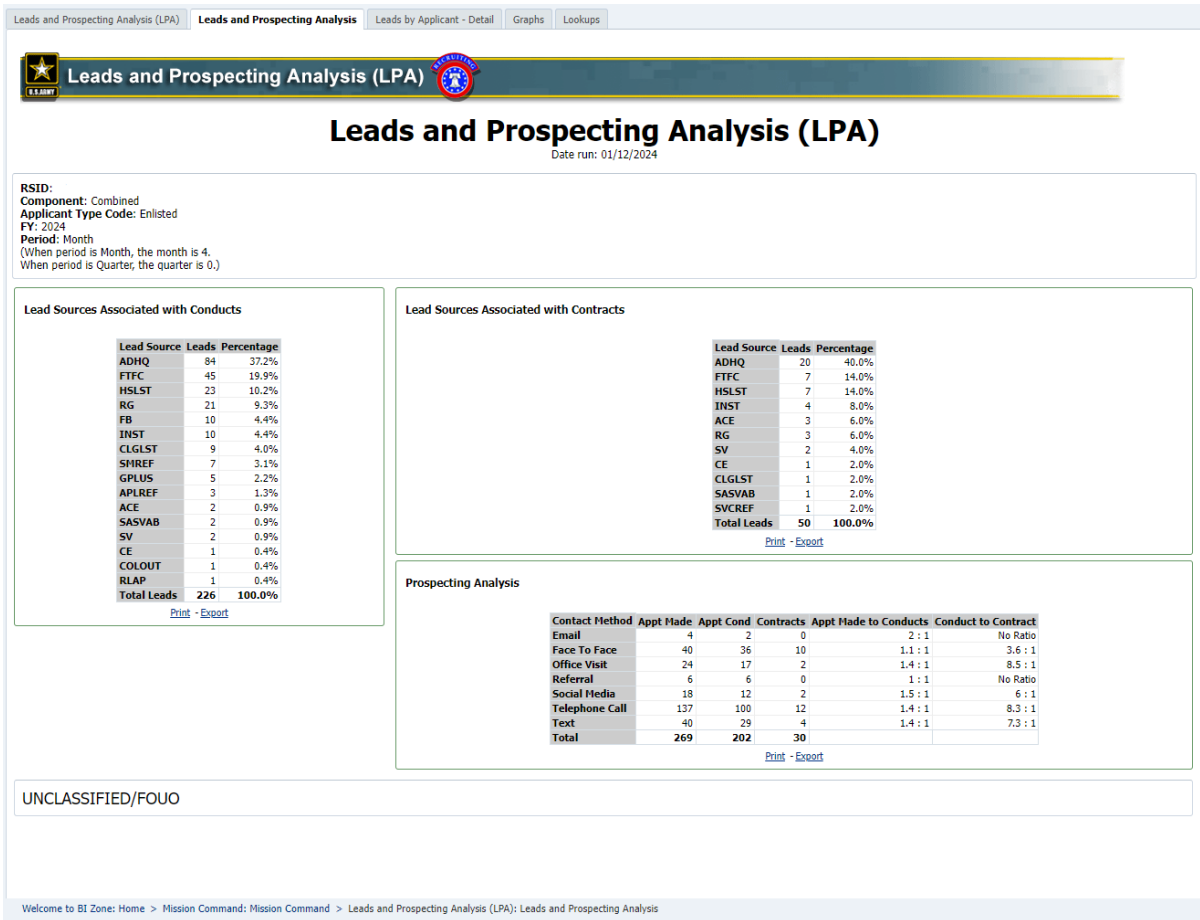 Leads and Prospecting Analysis (LPA) Leads and Prospecting Analysis Leads by Applicant - Detail Graphs Lookups
U.S.ARMY
Leads and Prospecting Analysis (LPA)
RECRUITING
Leads and Prospecting Analysis (LPA)
Date run: 01/12/2024
RSID:
Component: Combined
Applicant Type Code: Enlisted
FY: 2024
Period: Month
(When period is Month, the month is 4.
When period is Quarter, the quarter is 0.)
Lead Sources Associated with Conducts
Lead Source Leads Percentage
ADHQ 84 37.2%
FTFC 45 19.9%
HSLST 23 10.2%
RG 21 9.3%
FB 10 4.4%
INST 10 4.4%
CLGLST 9 4.0%
SMREF 7 3.1%
GPLUS 5 2.2%
APLREF 3 1.3%
ACE 2 0.9%
SASVAB 2 0.9%
SV 2 0.9%
CE 1 0.4%
COLOUT 1 0.4%
RLAP 1 0.4%
Total Leads 226 100.0%
Print - Export
Lead Sources Associated with Contracts
Lead Source Leads Percentage
ADHQ 20 40.0%
FTFC 7 14.0%
HSLST 7 14.0%
INST 4 8.0%
ACE 3 6.0%
RG 3 6.0%
SV 2 4.0%
CE 1 2.0%
CLGLST 1 2.0%
SASVAB 1 2.0%
SVCREF 1 2.0%
Total Leads 50 100.0%
Print - Export
Prospecting Analysis
Contact Method Appt Made Appt Cond Contracts Appt Made to Conducts Conduct to Contract
Email 4 2 0 2 : 1 No Ratio
Face To Face 40 36 10 1.1 : 1 3.6 : 1
Office Visit 24 17 2 1.4 : 1 8.5 : 1
Referral 6 6 0 1 : 1 No Ratio
Social Media 18 12 2 1.5 : 1 6 : 1
Telephone Call 137 100 12 1.4 : 1 8.3 : 1
Text 40 29 4 1.4 : 1 7.3 : 1
Total 269 202 30
Print - Export
UNCLASSIFIED/FOUO
Welcome to BI Zone: Home > Mission Command: Mission Command > Leads and Prospecting Analysis (LPA): Leads and Prospecting Analysis